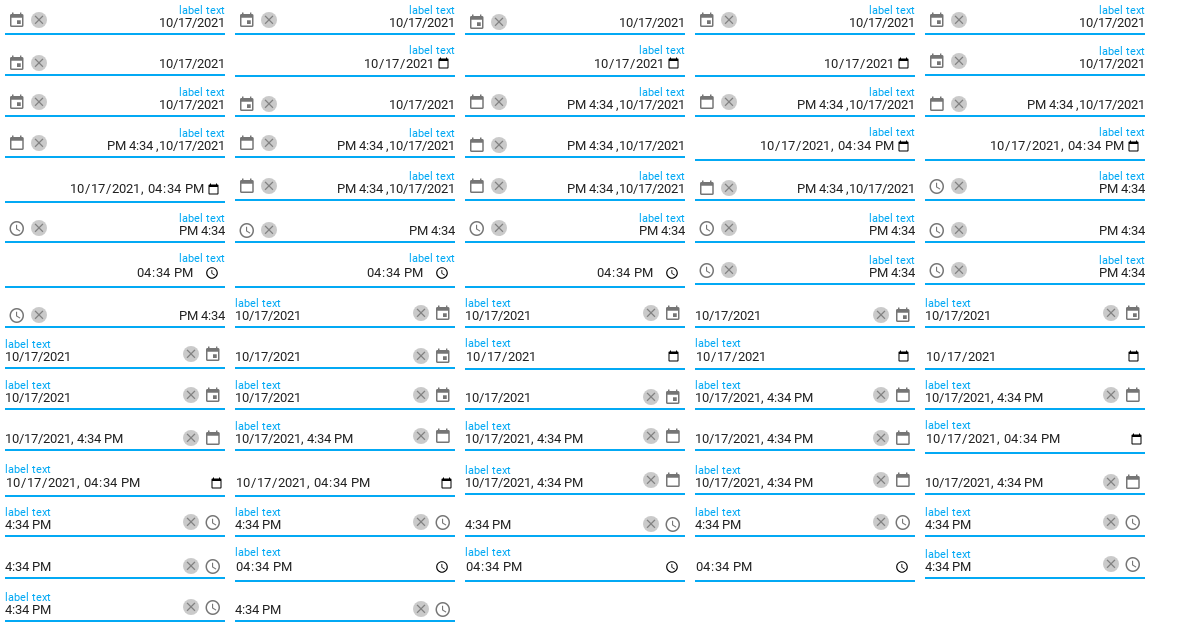 label text
10/17/2021
label text
10/17/2021
10/17/2021
label text
10/17/2021
label text
10/17/2021
10/17/2021
label text
10/17/2021
label text
10/17/2021
10/17/2021
label text
10/17/2021
label text
10/17/2021
10/17/2021
label text
PM 4:34 ,10/17/2021
label text
PM 4:34 ,10/17/2021
PM 4:34 ,10/17/2021
label text
PM 4:34 ,10/17/2021
label text
PM 4:34 ,10/17/2021
PM 4:34 ,10/17/2021
label text
10/17/2021, 04:34 PM
label text
10/17/2021, 04:34 PM
10/17/2021, 04:34 PM
label text
PM 4:34 ,10/17/2021
label text
PM 4:34 ,10/17/2021
PM 4:34 ,10/17/2021
label text
PM 4:34
label text
PM 4:34
PM 4:34
label text
PM 4:34
label text
PM 4:34
PM 4:34
label text
04:34 PM
label text
04:34 PM
04:34 PM
label text
PM 4:34
label text
PM 4:34
PM 4:34
label text
10/17/2021
label text
10/17/2021
10/17/2021
label text
10/17/2021
label text
10/17/2021
10/17/2021
label text
10/17/2021
label text
10/17/2021
10/17/2021
label text
10/17/2021
label text
10/17/2021
10/17/2021
label text
10/17/2021, 4:34 PM
label text
10/17/2021, 4:34 PM
10/17/2021, 4:34 PM
label text
10/17/2021, 4:34 PM
label text
10/17/2021, 4:34 PM
10/17/2021, 4:34 PM
label text
10/17/2021, 04:34 PM
label text
10/17/2021, 04:34 PM
10/17/2021, 04:34 PM
label text
10/17/2021, 4:34 PM
label text
10/17/2021, 4:34 PM
10/17/2021, 4:34 PM
label text
4:34 PM
label text
4:34 PM
4:34 PM
label text
4:34 PM
label text
4:34 PM
4:34 PM
label text
04:34 PM
label text
04:34 PM
04:34 PM
label text
4:34 PM
label text
4:34 PM
4:34 PM